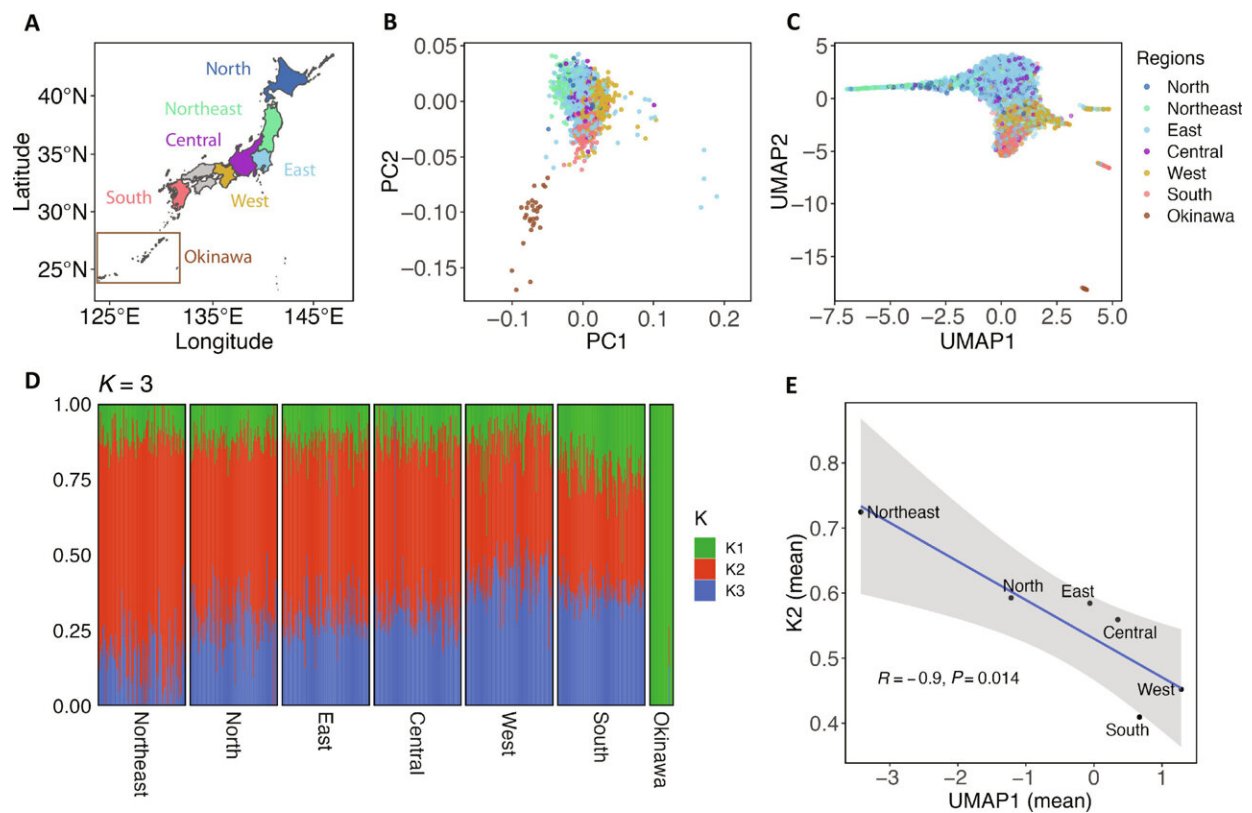 A
40°N
35°N
30°N
25°N
Latitude
125°E
135°E
145°E
Longitude
North
Northeast
Central
East
South
West
Okinawa
B
0.05
0.00
−0.05
−0.10
−0.15
PC2
−0.1
0.0
0.1
0.2
PC1
C
5
0
−5
−10
−15
UMAP2
−7.5
−5.0
−2.5
0.0
2.5
5.0
UMAP1
Regions
North
Northeast
East
Central
West
South
Okinawa
D
K = 3
1.00
0.75
0.50
0.25
0.00
Northeast
North
East
Central
West
South
Okinawa
K
K1
K2
K3
E
0.8
0.7
0.6
0.5
0.4
K2 (mean)
Northeast
North
East
Central
West
South
R = −0.9, P = 0.014
−3
−2
−1
0
1
UMAP1 (mean)